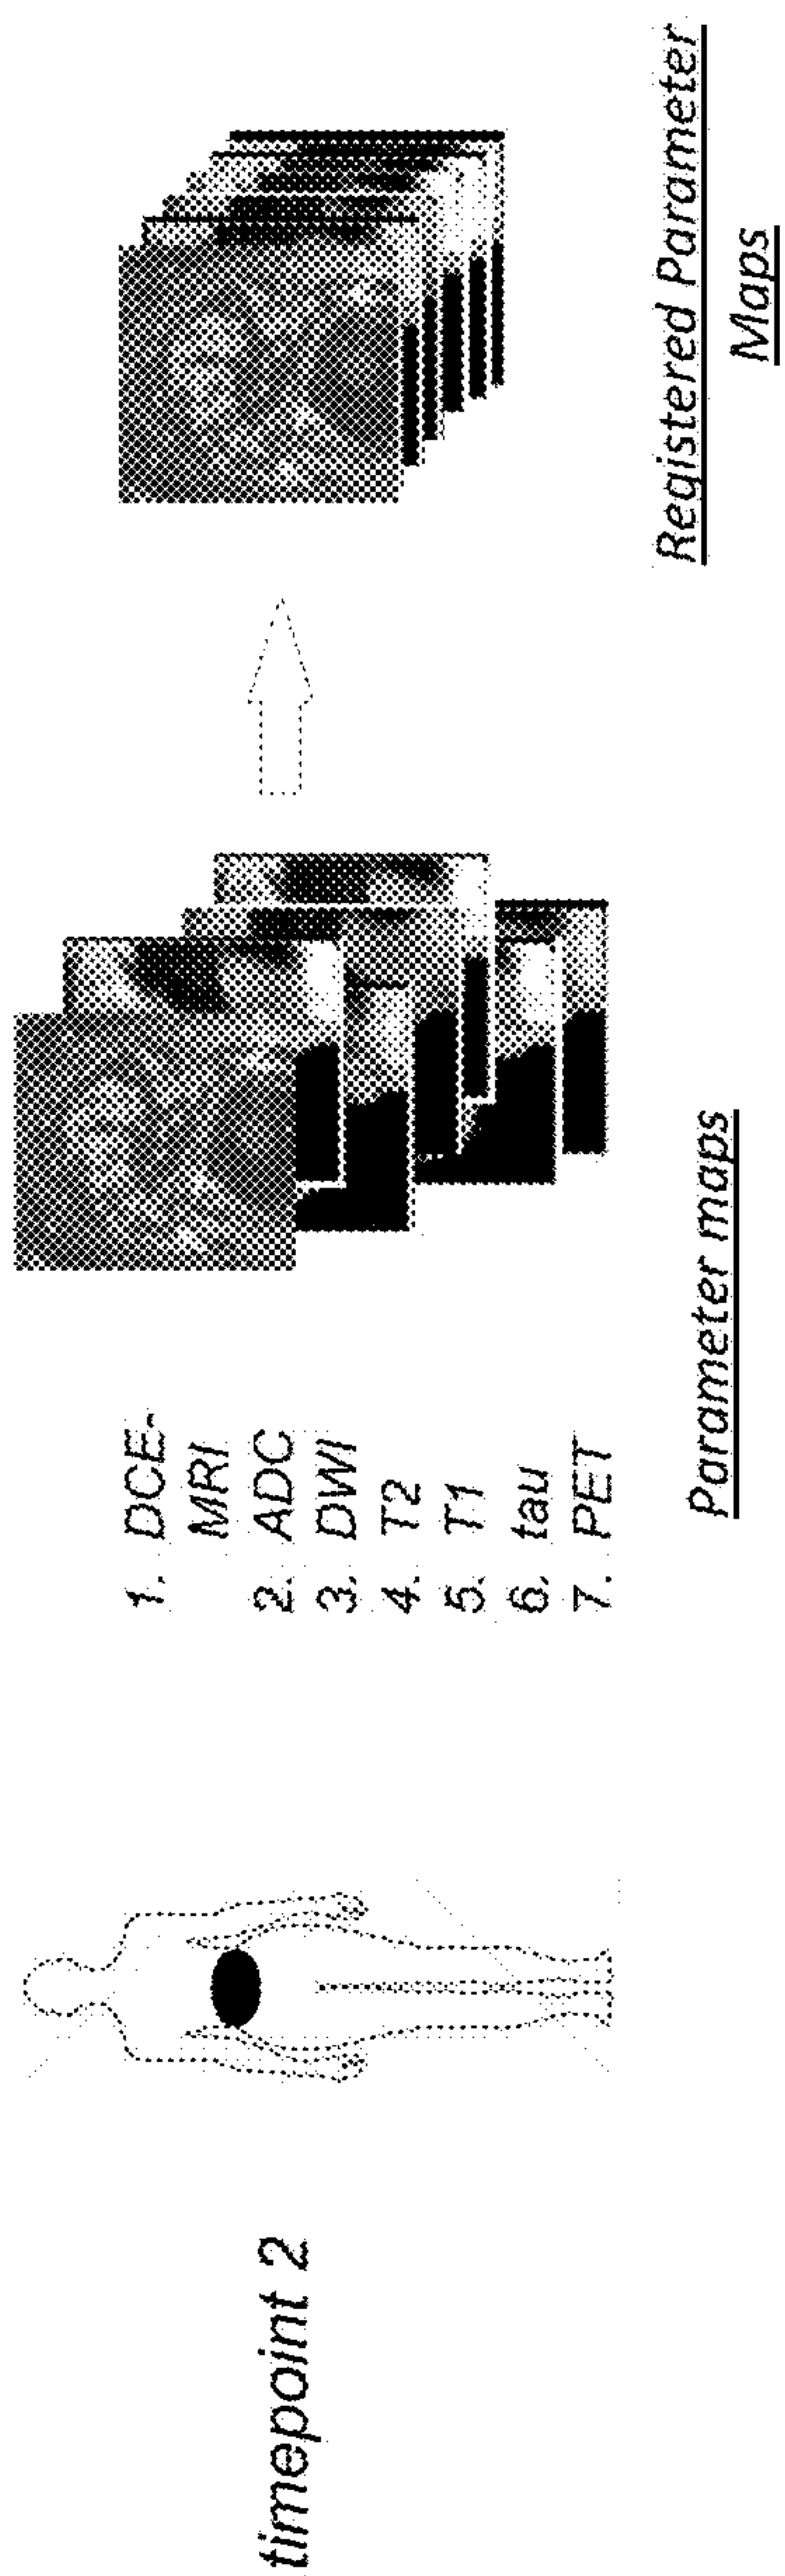 timepoint 2
1. DCE-
MRI
2. ADC
3. DWI
4. T2
5. T1
6. tau
7. PET
Parameter maps
Registered Parameter
Maps